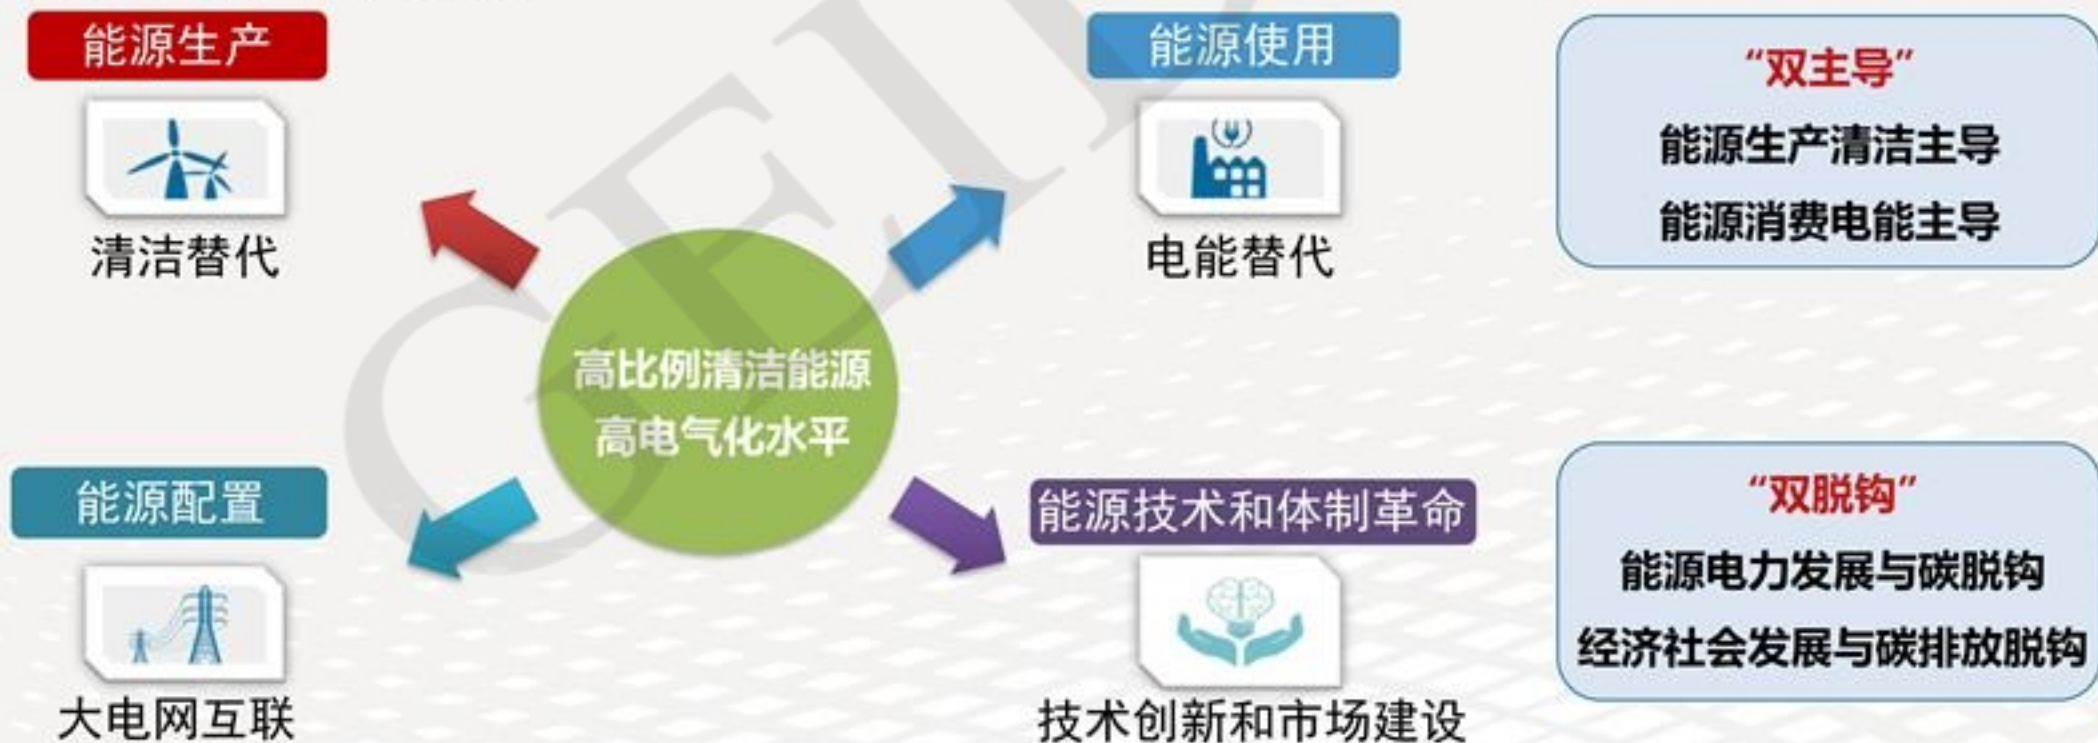 能源生产
清洁替代
能源使用
电能替代
“双主导”
能源生产清洁主导
能源消费电能主导
高比例清洁能源
高电气化水平
能源配置
大电网互联
能源技术和体制革命
技术创新和市场建设
“双脱钩”
能源电力发展与碳脱钩
经济社会发展与碳排放脱钩